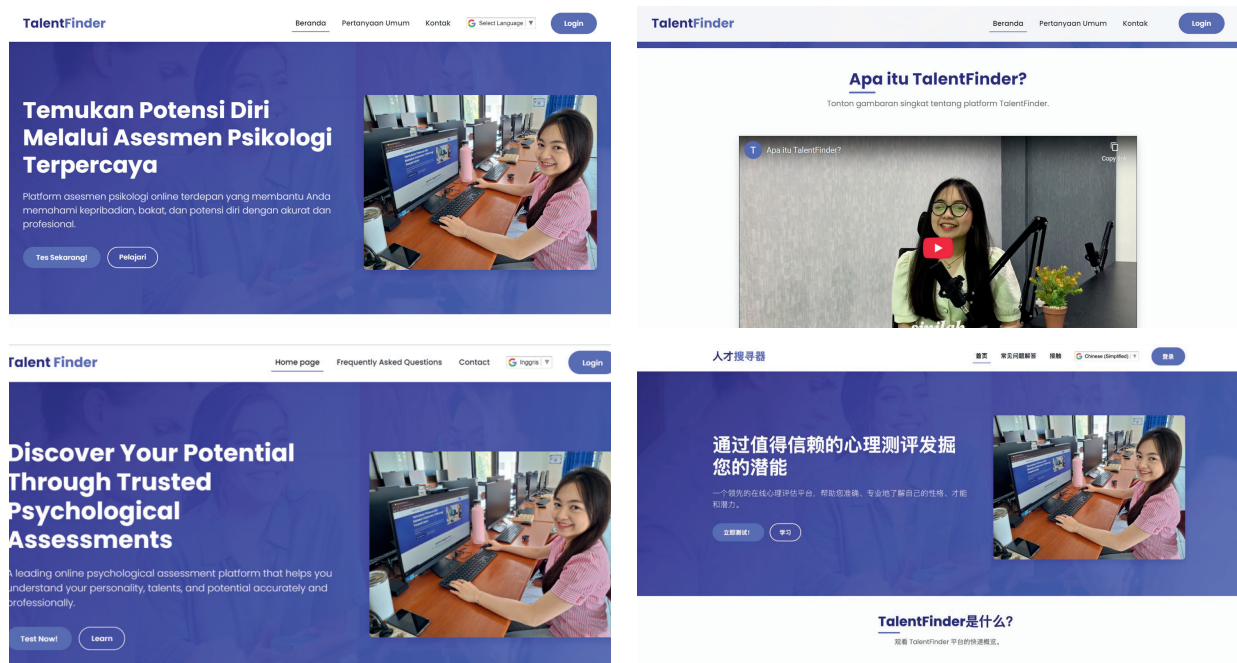 TalentFinder
Beranda Pertanyaan Umum Kontak Select Language Login
Temukan Potensi Diri
Melalui Asesmen Psikologi
Terpercaya
Platform asesmen psikologi online terdepan yang membantu Anda
memahami kepribadian, bakat, dan potensi diri dengan akurat dan
profesional.
Tes Sekarang! Pelajari
TalentFinder
Beranda Pertanyaan Umum Kontak Login
Apa itu TalentFinder?
Tonton gambaran singkat tentang platform TalentFinder.
T Apa itu TalentFinder?
Talent Finder
Home page Frequently Asked Questions Contact Inggris Login
Discover Your Potential
Through Trusted
Psychological
Assessments
A leading online psychological assessment platform that helps you
understand your personality, talents, and potential accurately and
professionally.
Test Now! Learn
人才搜寻器
首页 常见问题解答 接触 Chinese (Simplified) 登录
通过值得信赖的心理测评发掘
您的潜能
一个领先的在线心理评估平台，帮助您准确、专业地了解自己的性格、才能
和潜力。
立即测试! 学习
TalentFinder是什么?
观看 TalentFinder 平台的快速概览。